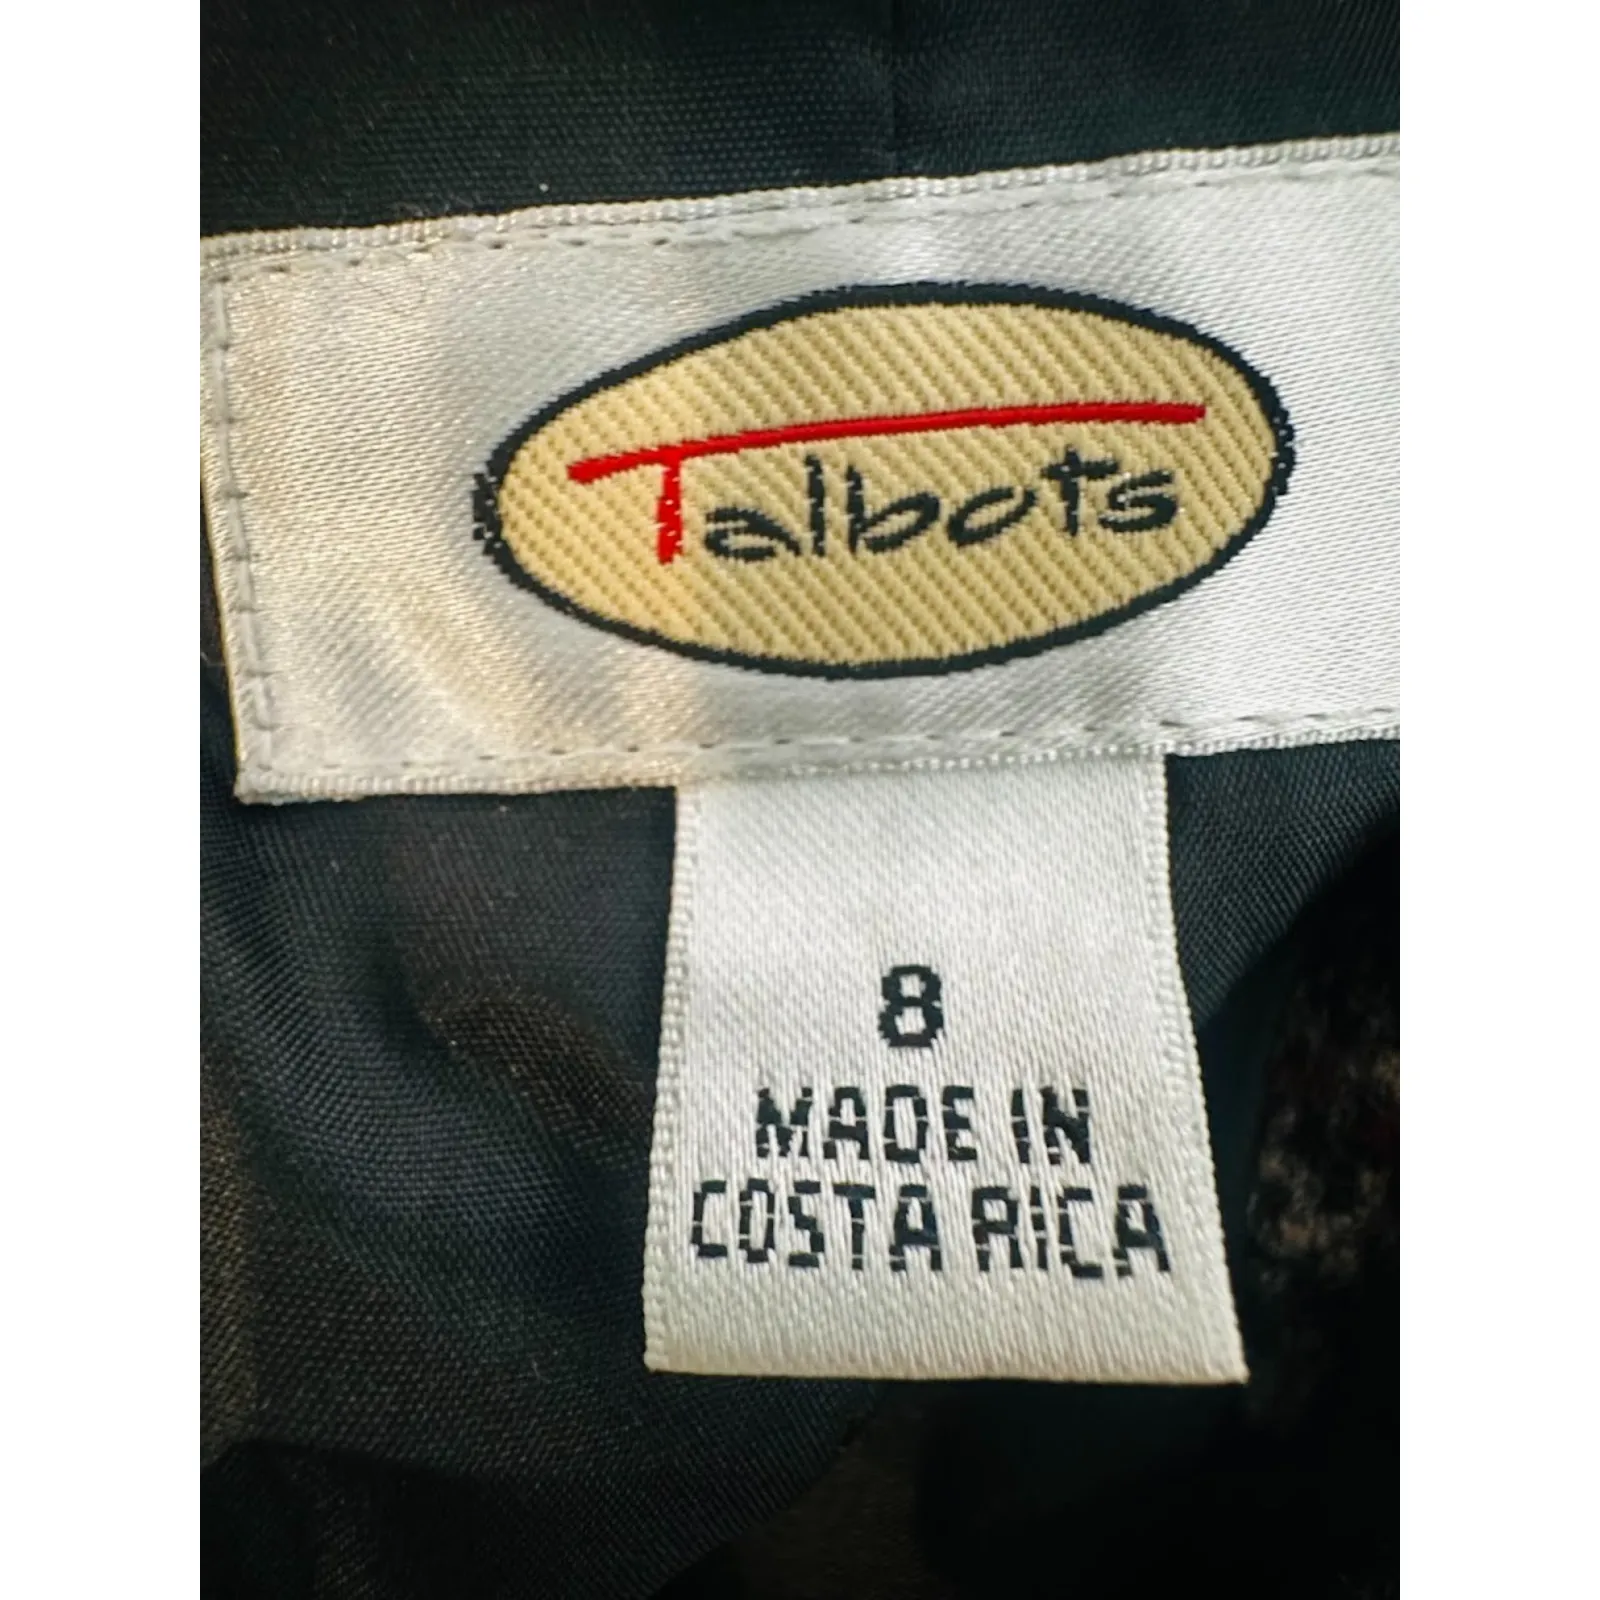 Talbots
8
MADE IN
COSTA RICA